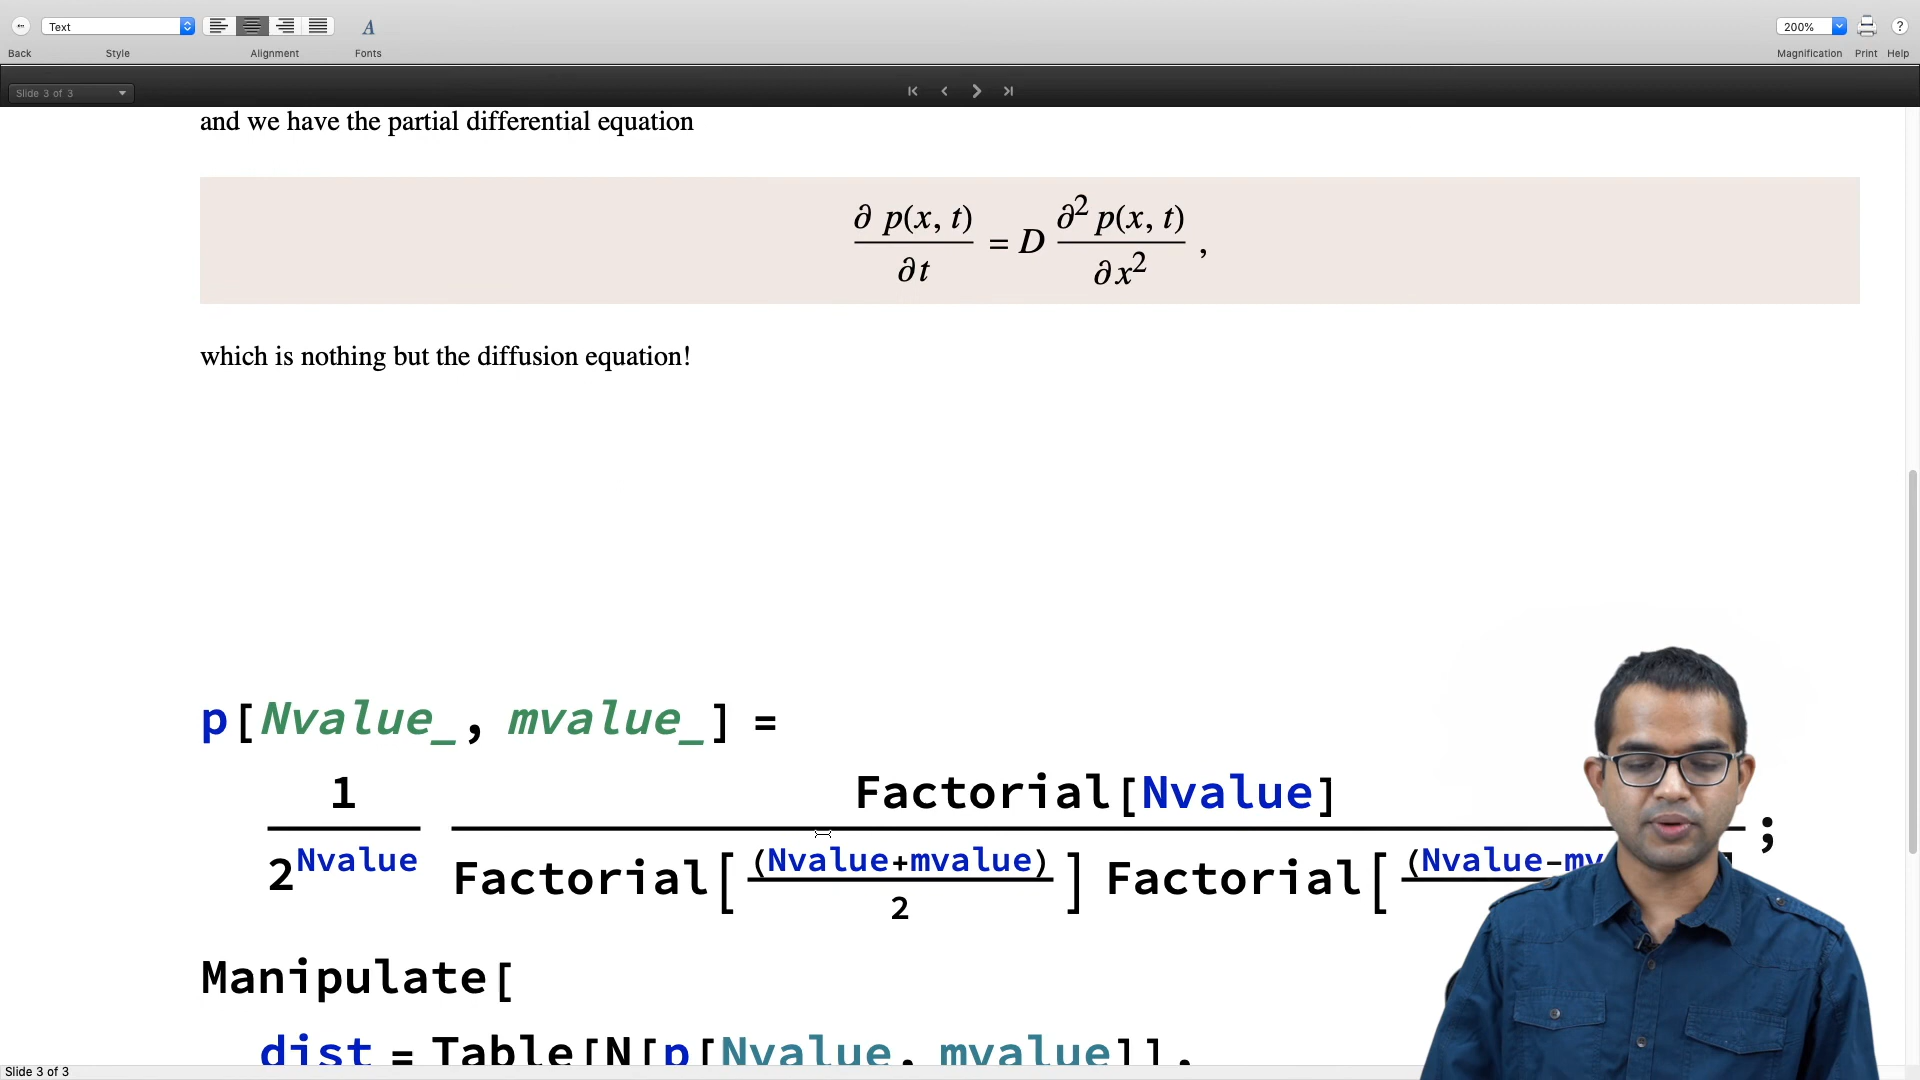 Text
Back
Style
Alignment
A
Fonts
200%
?
Magnification
Print
Help
Slide 3 of 3
and we have the partial differential equation
∂ p(x, t) / ∂t = D ∂² p(x, t) / ∂x² ,
which is nothing but the diffusion equation!
p[Nvalue_, mvalue_] =
1 Factorial[Nvalue]
2^Nvalue Factorial[(Nvalue+mvalue)/2] Factorial[(Nvalue-mv ;
Manipulate[
dist = Table[N[p[Nvalue, mvalue]],
Slide 3 of 3